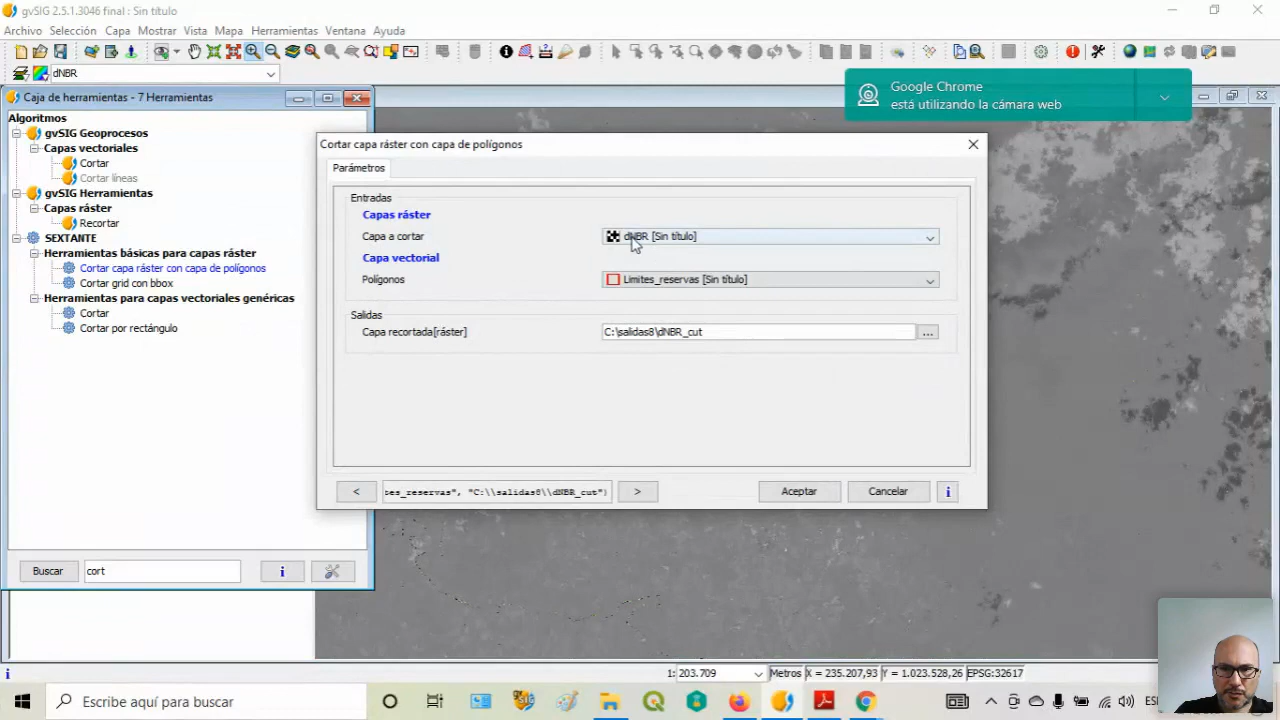 gvSIG 2.5.1.3046 final : Sin título
Archivo Selección Capa Mostrar Vista Mapa Herramientas Ventana Ayuda
dNBR
Google Chrome
está utilizando la cámara web
Caja de herramientas - 7 Herramientas
Algoritmos
gvSIG Geoprocesos
Capas vectoriales
Cortar
Cortar líneas
gvSIG Herramientas
Capas ráster
Recortar
SEXTANTE
Herramientas básicas para capas ráster
Cortar capa ráster con capa de polígonos
Cortar grid con bbox
Herramientas para capas vectoriales genéricas
Cortar
Cortar por rectángulo
Buscar cort i
Cortar capa ráster con capa de polígonos
Parámetros
Entradas
Capas ráster
Capa a cortar dNBR [Sin título]
Capa vectorial
Polígonos Limites_reservas [Sin título]
Salidas
Capa recortada[ráster] C:\salidas8\dNBR_cut ...
< es_reservas", "C:\\salidas8\\dNBR_cut") > Aceptar Cancelar i
1: 203.709 Metros X = 235.207,93 Y = 1.023.528,26 EPSG:32617
Escribe aquí para buscar